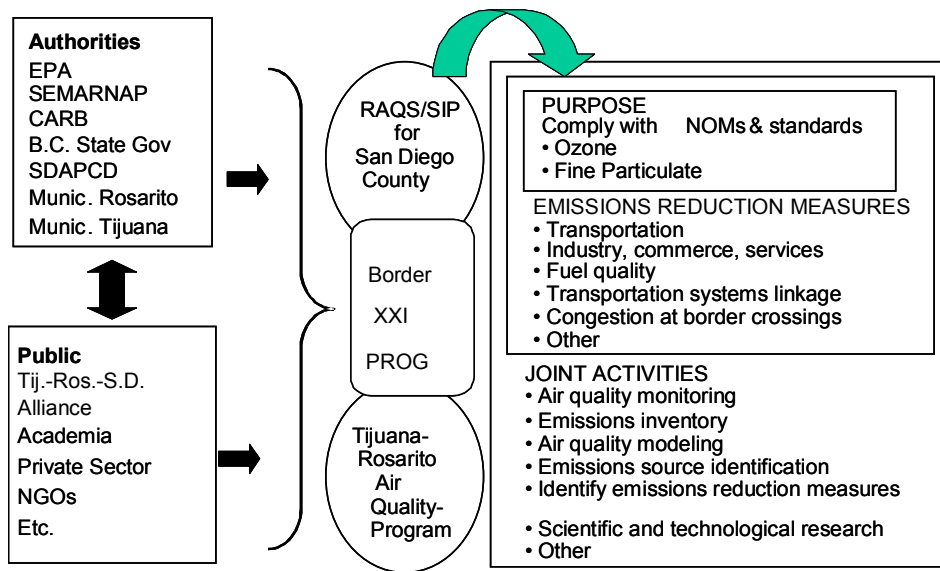 Authorities
EPA
SEMARNAP
CARB
B.C. State Gov
SDAPCD
Munic. Rosarito
Munic. Tijuana
Public
Tij.-Ros.-S.D.
Alliance
Academia
Private Sector
NGOs
Etc.
RAQS/SIP
for
San Diego
County
Border
XXI
PROG
Tijuana-
Rosarito
Air
Quality-
Program
PURPOSE
Comply with NOMs & standards
• Ozone
• Fine Particulate
EMISSIONS REDUCTION MEASURES
• Transportation
• Industry, commerce, services
• Fuel quality
• Transportation systems linkage
• Congestion at border crossings
• Other
JOINT ACTIVITIES
• Air quality monitoring
• Emissions inventory
• Air quality modeling
• Emissions source identification
• Identify emissions reduction measures
• Scientific and technological research
• Other